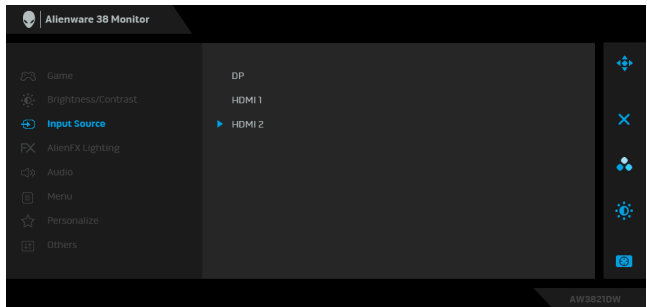 Alienware 38 Monitor
Game
Brightness/Contrast
Input Source
AlienFX Lighting
Audio
Menu
Personalize
Others
DP
HDMI 1
HDMI 2
AW3821DW